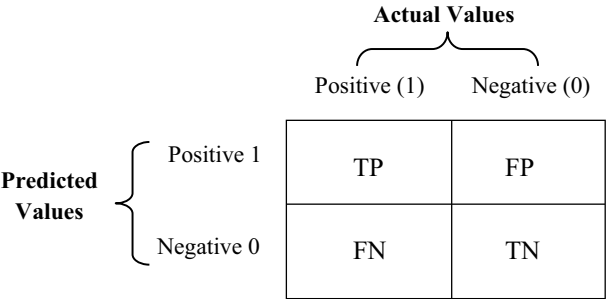 Actual Values
Positive (1) Negative (0)
Positive 1 TP FP
Predicted
Values
Negative 0 FN TN